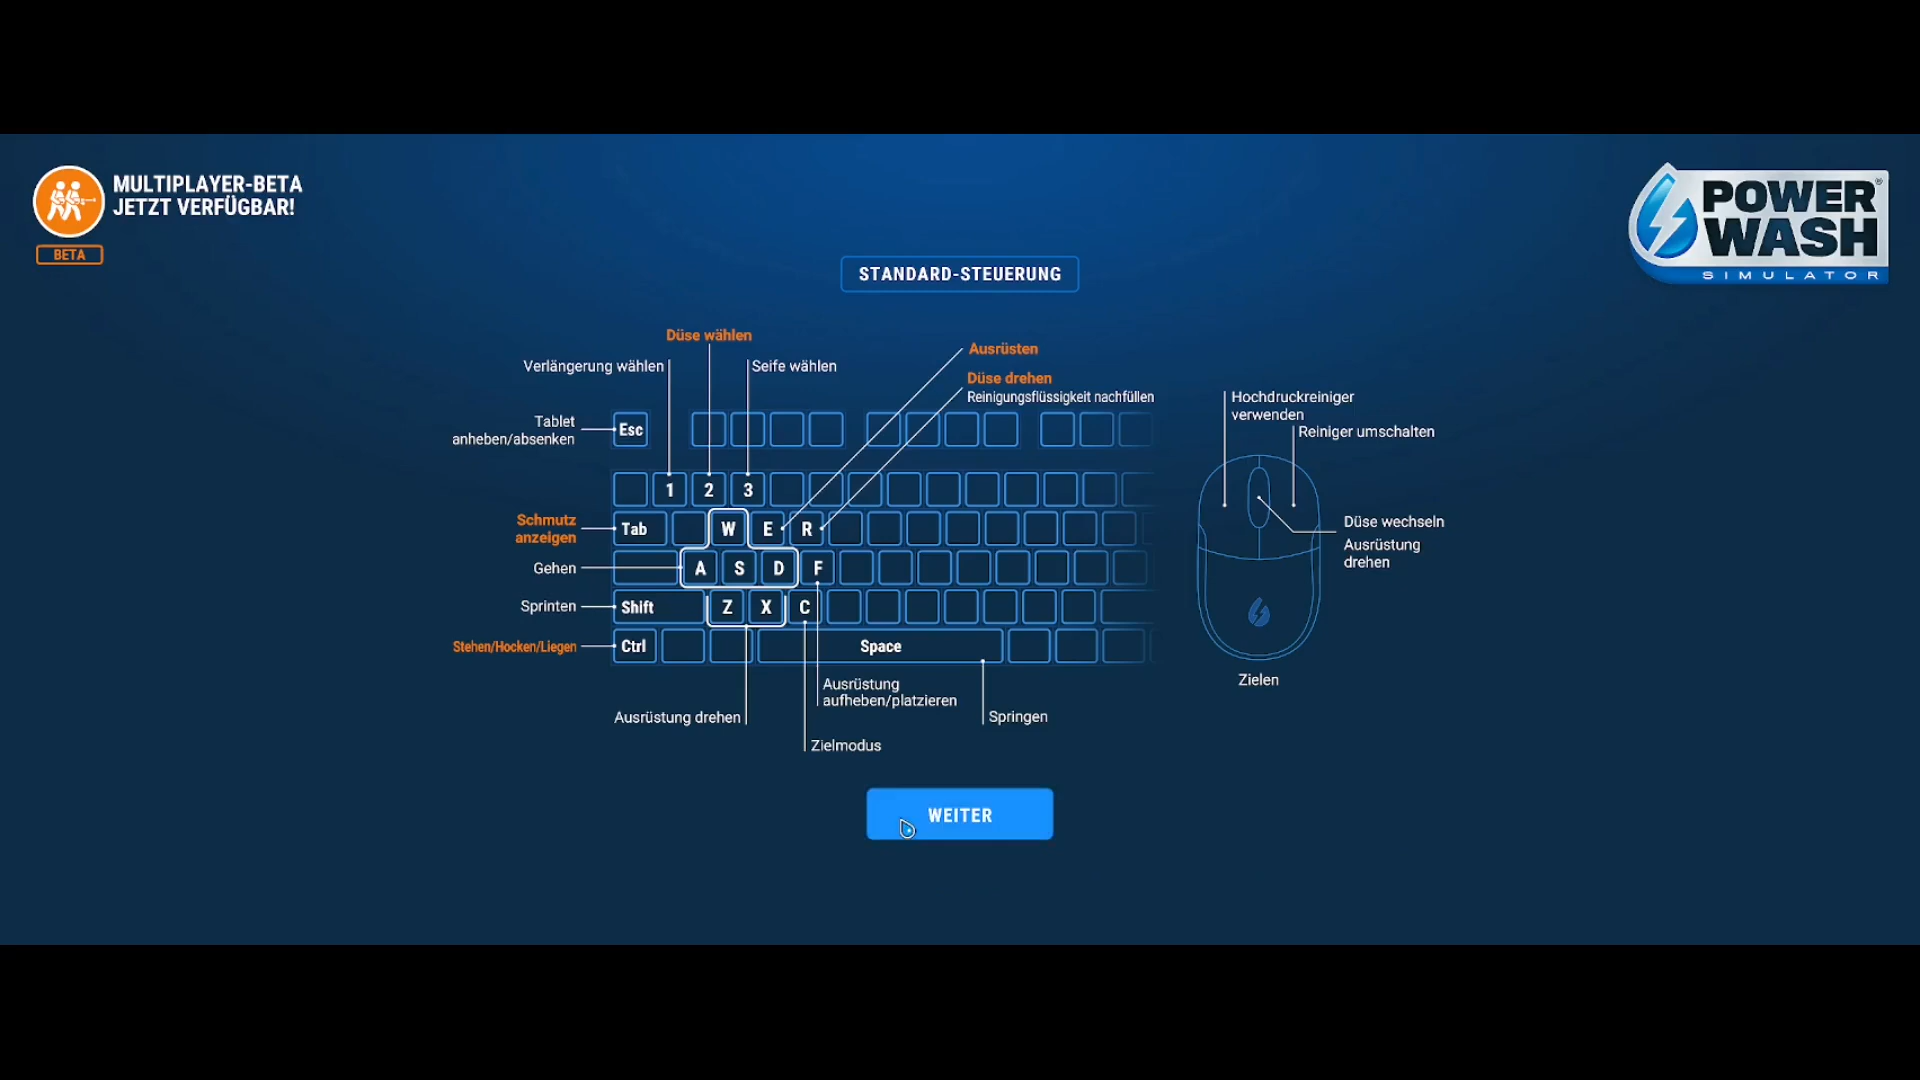 MULTIPLAYER-BETA
JETZT VERFÜGBAR!
BETA
POWER
WASH
SIMULATOR
STANDARD-STEUERUNG
Düse wählen
Verlängerung wählen
Seife wählen
Ausrüsten
Düse drehen
Reinigungsflüssigkeit nachfüllen
Tablet
anheben/absenken
Esc
1 2 3
Schmutz
anzeigen
Tab W E R
Gehen
A S D F
Sprinten
Shift Z X C
Stehen/Hocken/Liegen
Ctrl Space
Ausrüstung
aufheben/platzieren
Ausrüstung drehen
Springen
Zielmodus
Hochdruckreiniger
verwenden
Reiniger umschalten
Düse wechseln
Ausrüstung
drehen
Zielen
WEITER